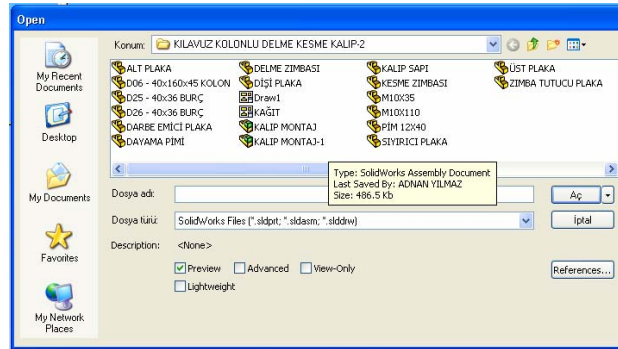 Open
Konum: KILAVUZ KOLONLU DELME KESME KALIP-2
My Recent Documents
Desktop
My Documents
Favorites
My Network Places
ALT PLAKA
D06 - 40x160x45 KOLON
D25 - 40x36 BURÇ
D26 - 40x36 BURÇ
DARBE EMİCİ PLAKA
DAYAMA PİMİ
DELME ZIMBASI
DİŞİ PLAKA
Draw1
KAĞIT
KALIP MONTAJ
KALIP MONTAJ-1
KALIP SAPI
KESME ZIMBASI
M10X35
M10X110
PİM 12X40
SIYIRICI PLAKA
ÜST PLAKA
ZIMBA TUTUCU PLAKA
Type: SolidWorks Assembly Document
Last Saved By: ADNAN YILMAZ
Size: 486.5 Kb
Dosya adı:
Aç
Dosya türü: SolidWorks Files (*.sldprt; *.sldasm; *.slddrw)
İptal
Description: <None>
Preview Advanced View-Only
References...
Lightweight